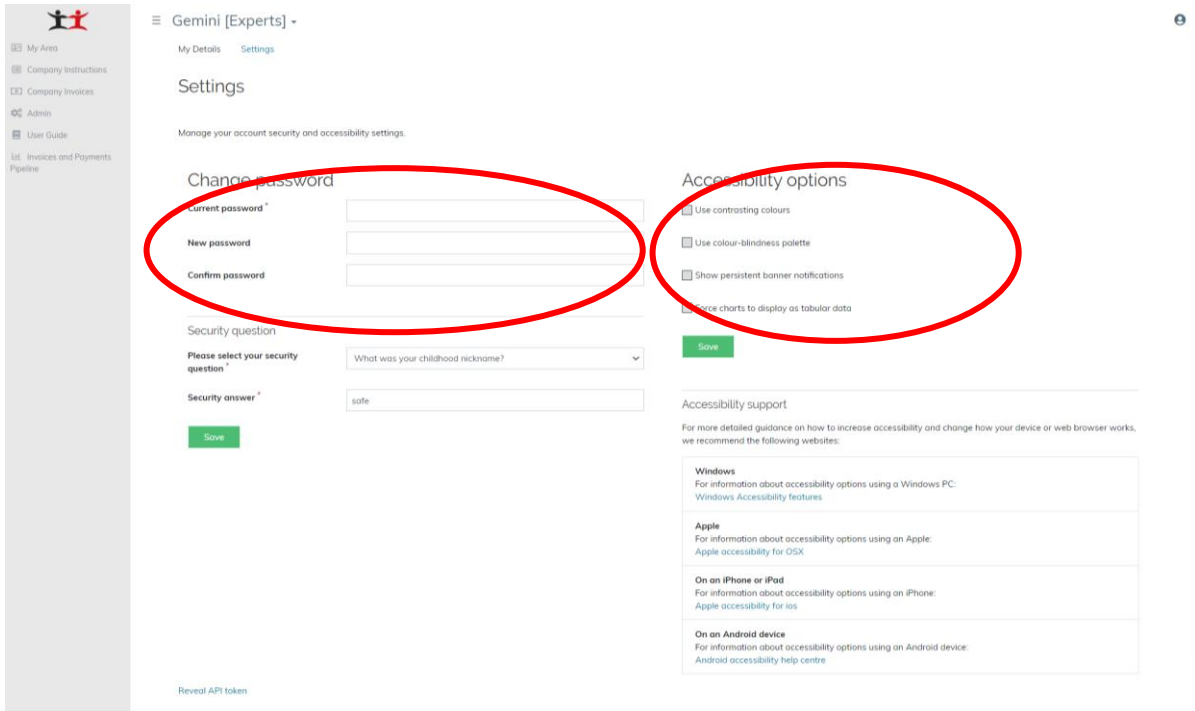 Gemini [Experts]
My Area
Company Instructions
Company Invoices
Admin
User Guide
Invoices and Payments
Pipeline
My Details Settings
Settings
Manage your account security and accessibility settings.
Change password
Current password *
New password
Confirm password
Security question
Please select your security
question *
What was your childhood nickname?
Security answer *
safe
Save
Accessibility options
Use contrasting colours
Use colour-blindness palette
Show persistent banner notifications
Force charts to display as tabular data
Save
Accessibility support
For more detailed guidance on how to increase accessibility and change how your device or web browser works,
we recommend the following websites:
Windows
For information about accessibility options using a Windows PC:
Windows Accessibility features
Apple
For information about accessibility options using an Apple:
Apple accessibility for OSX
On an iPhone or iPad
For information about accessibility options using an iPhone:
Apple accessibility for ios
On an Android device
For information about accessibility options using an Android device:
Android accessibility help centre
Reveal API token